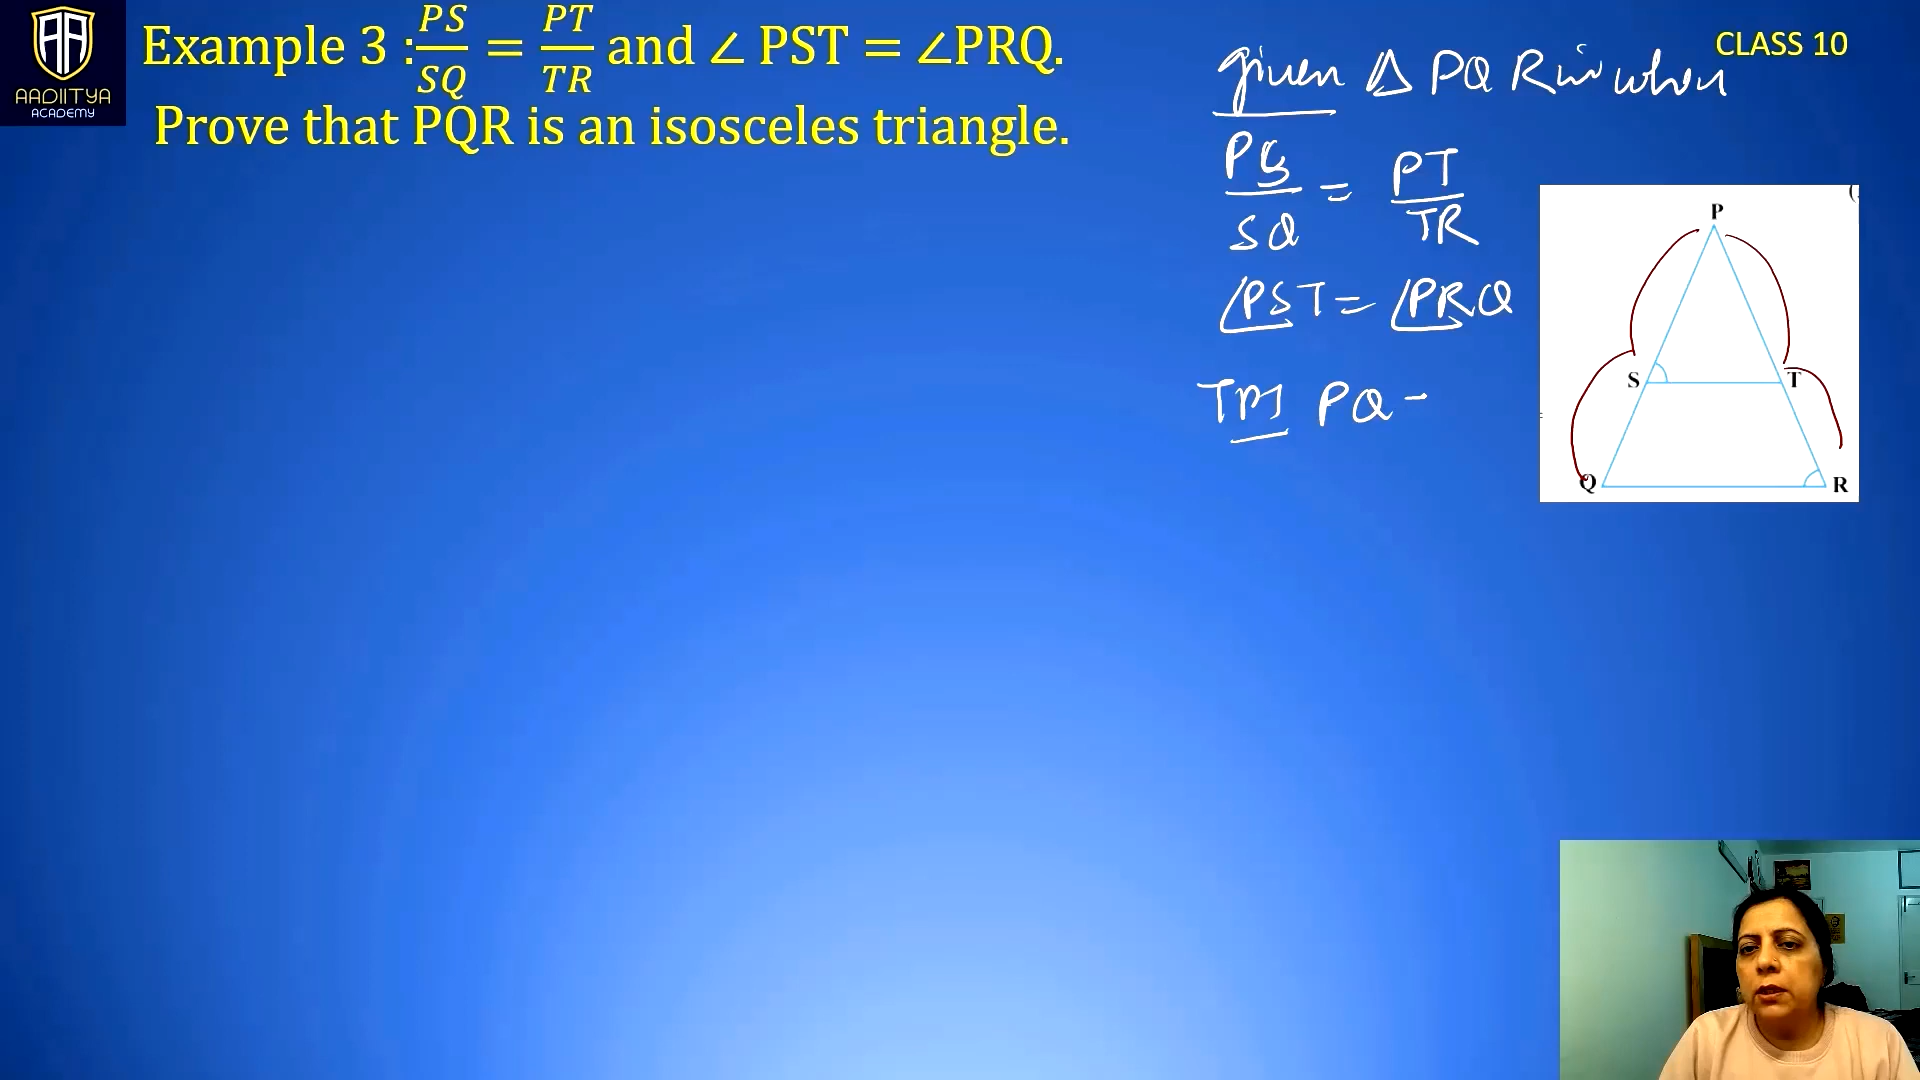 AADIITYA
ACADEMY
Example 3 : PS/SQ = PT/TR and ∠ PST = ∠PRQ.
Prove that PQR is an isosceles triangle.
CLASS 10
given △ PQR in when
PS/SQ = PT/TR
∠PST = ∠PRQ
PQ -
P
S T
Q R